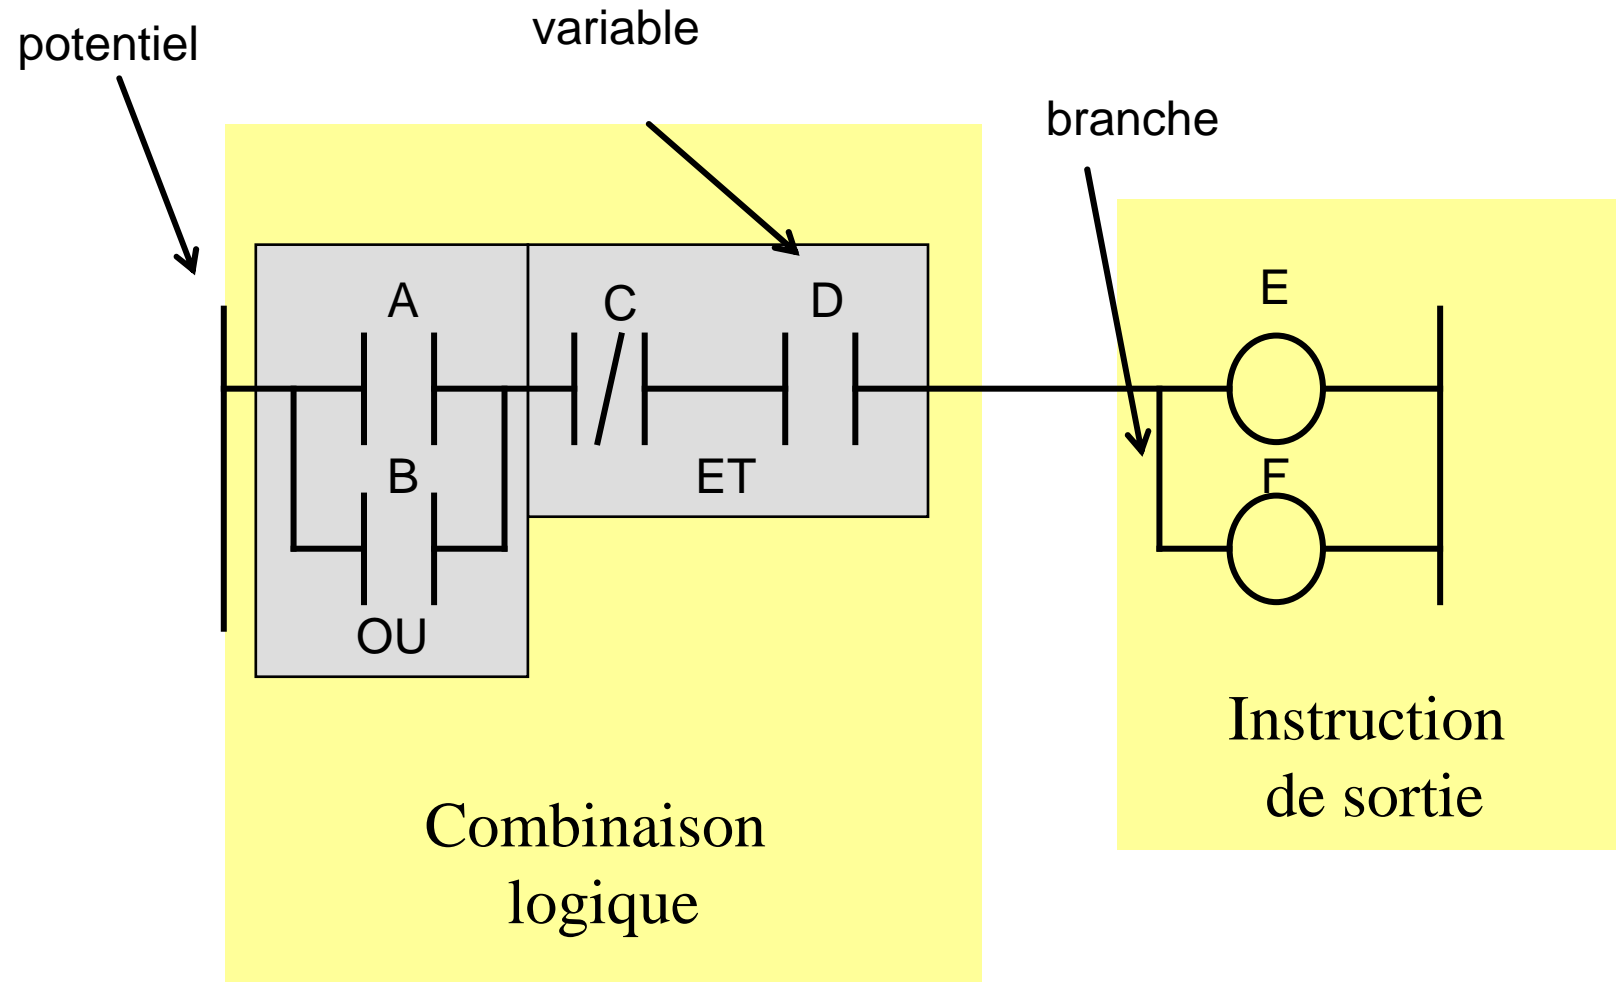 potentiel
variable
branche
A
C
D
E
B
ET
F
OU
Combinaison
logique
Instruction
de sortie